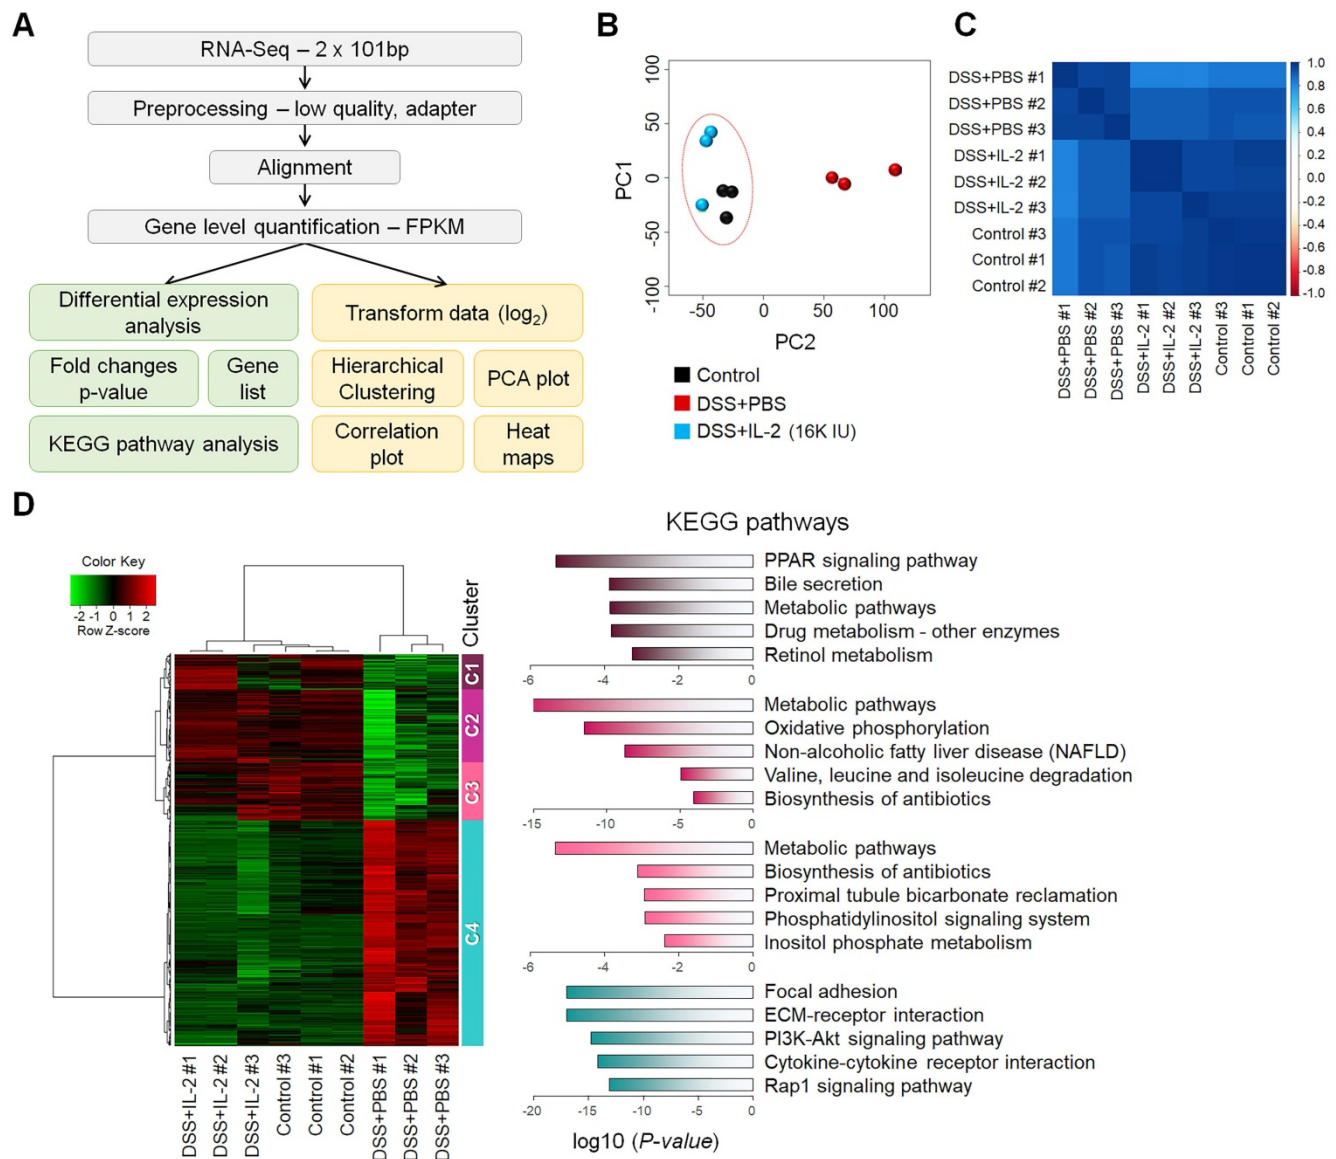 A
RNA-Seq – 2 x 101bp
Preprocessing – low quality, adapter
Alignment
Gene level quantification – FPKM
Differential expression
analysis
Transform data (log2)
Fold changes
p-value
Gene
list
Hierarchical
Clustering
PCA plot
KEGG pathway analysis
Correlation
plot
Heat
maps
B
PC1
100
50
0
-50
-100
-50
0
50
100
PC2
Control
DSS+PBS
DSS+IL-2 (16K IU)
C
DSS+PBS #1
DSS+PBS #2
DSS+PBS #3
DSS+IL-2 #1
DSS+IL-2 #2
DSS+IL-2 #3
Control #3
Control #1
Control #2
1.0
0.8
0.6
0.4
0.2
0
-0.2
-0.4
-0.6
-0.8
-1.0
DSS+PBS #1
DSS+PBS #2
DSS+PBS #3
DSS+IL-2 #1
DSS+IL-2 #2
DSS+IL-2 #3
Control #3
Control #1
Control #2
D
Color Key
-2 -1 0 1 2
Row Z-score
Cluster
C1
C2
C3
C4
DSS+IL-2 #1
DSS+IL-2 #2
DSS+IL-2 #3
Control #3
Control #1
Control #2
DSS+PBS #1
DSS+PBS #2
DSS+PBS #3
KEGG pathways
PPAR signaling pathway
Bile secretion
Metabolic pathways
Drug metabolism - other enzymes
Retinol metabolism
-6 -4 -2 0
Metabolic pathways
Oxidative phosphorylation
Non-alcoholic fatty liver disease (NAFLD)
Valine, leucine and isoleucine degradation
Biosynthesis of antibiotics
-15 -10 -5 0
Metabolic pathways
Biosynthesis of antibiotics
Proximal tubule bicarbonate reclamation
Phosphatidylinositol signaling system
Inositol phosphate metabolism
-6 -4 -2 0
Focal adhesion
ECM-receptor interaction
PI3K-Akt signaling pathway
Cytokine-cytokine receptor interaction
Rap1 signaling pathway
-20 -15 -10 -5 0
log10 (P-value)